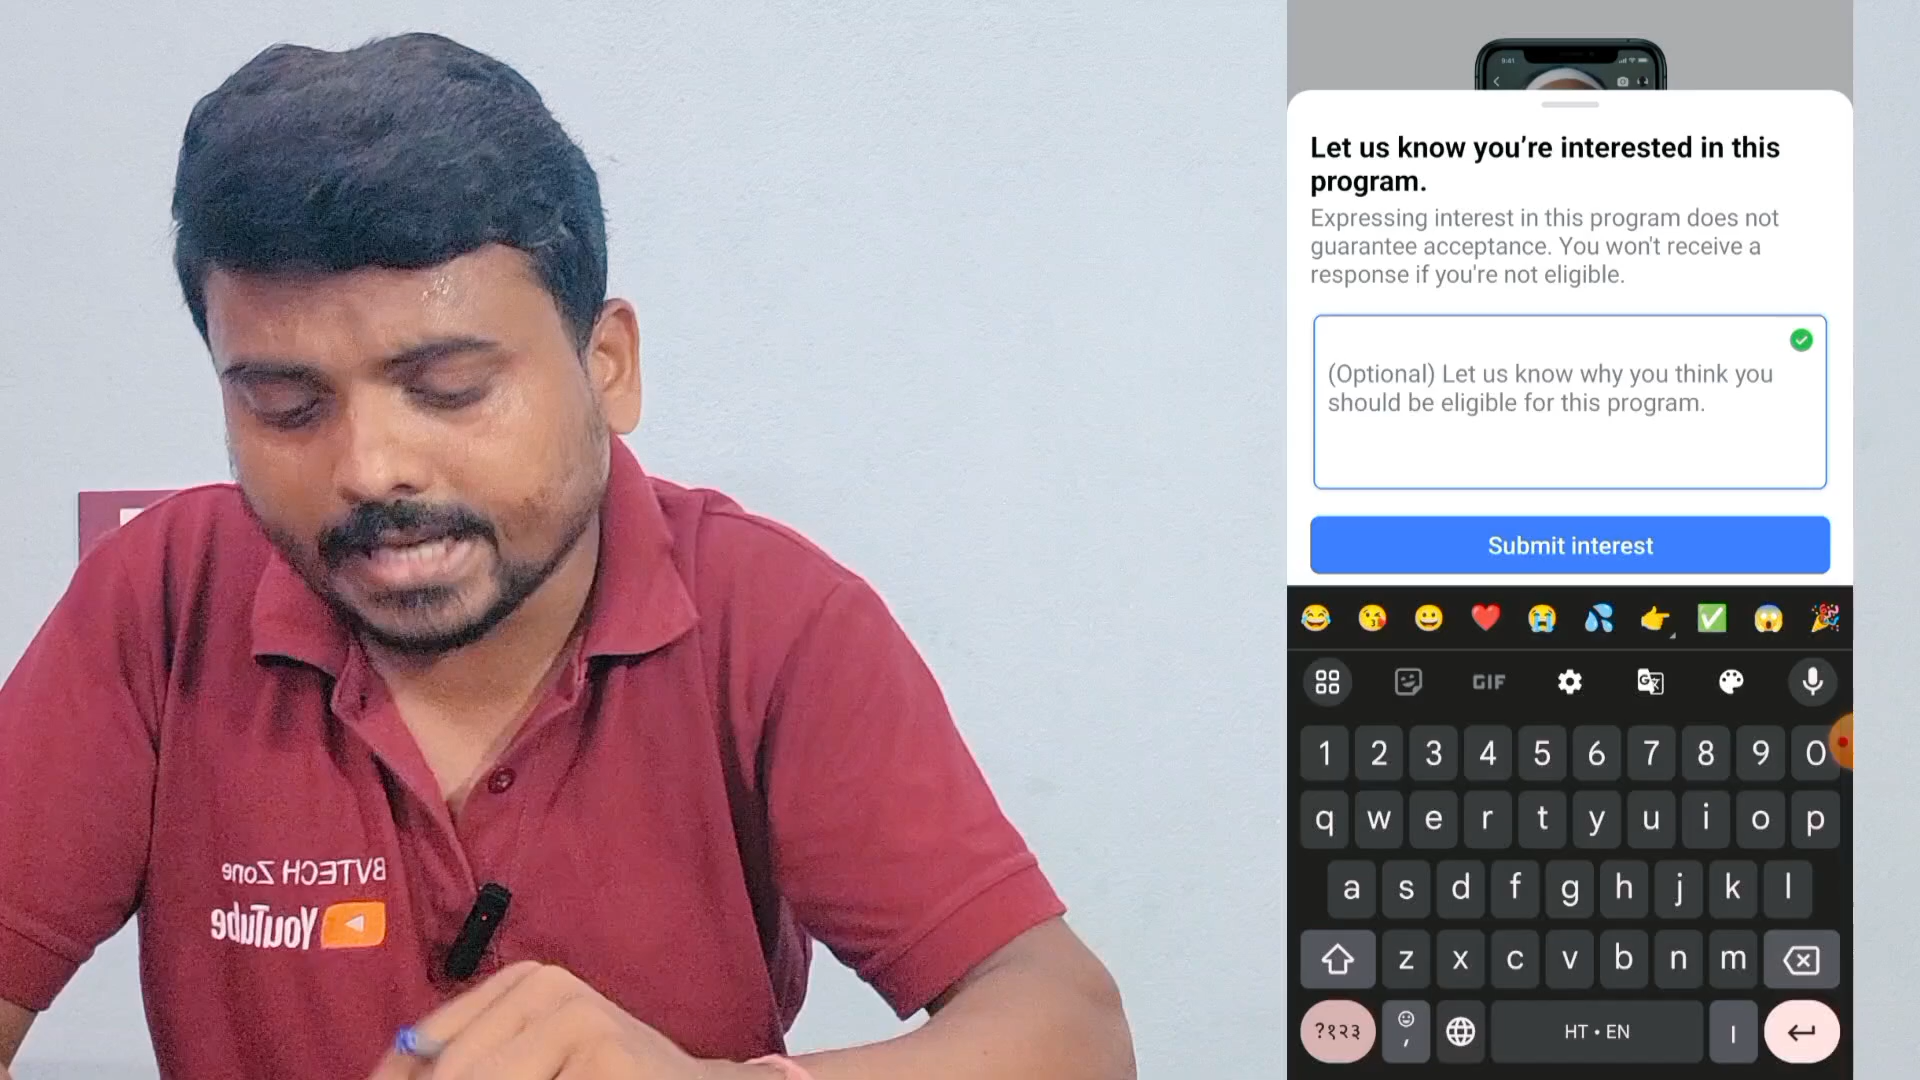 BVTECH Zone
YouTube
9:41
Let us know you’re interested in this
program.
Expressing interest in this program does not
guarantee acceptance. You won't receive a
response if you're not eligible.
(Optional) Let us know why you think you
should be eligible for this program.
Submit interest
GIF
1 2 3 4 5 6 7 8 9 0
q w e r t y u i o p
a s d f g h j k l
z x c v b n m
?१२३ , HT • EN ।